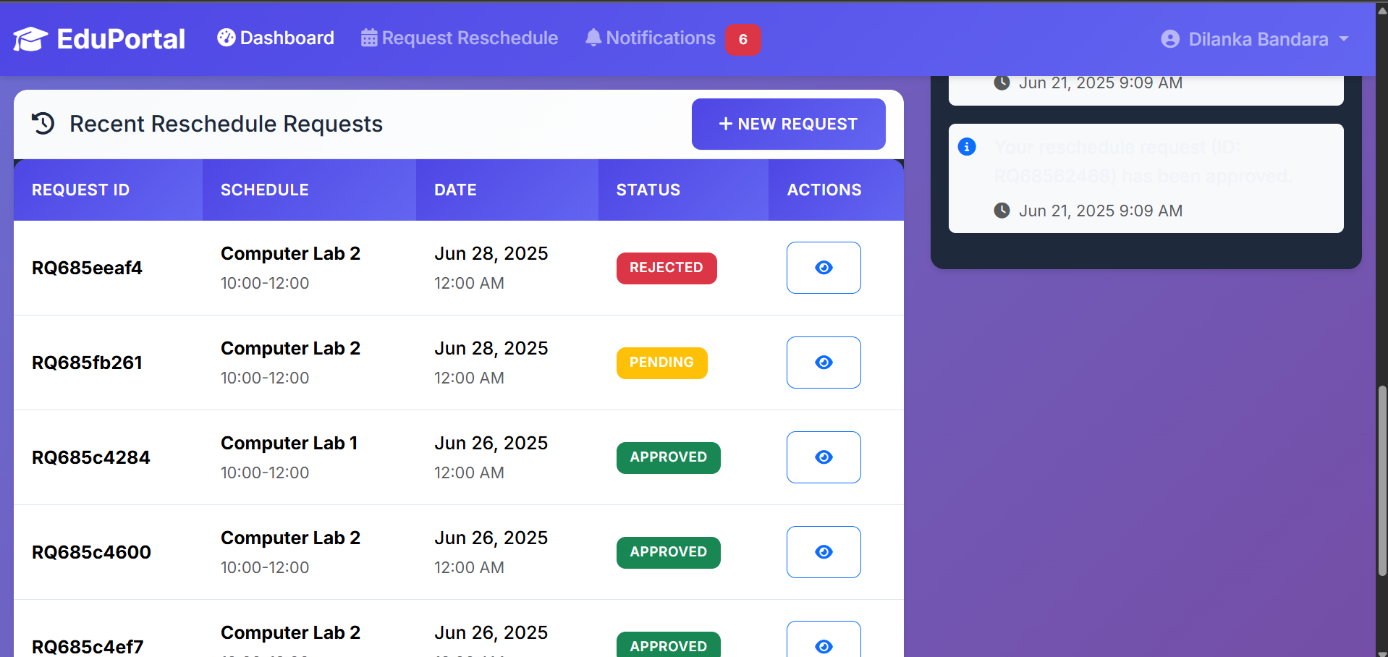 EduPortal
Dashboard
Request Reschedule
Notifications
6
Dilanka Bandara
Recent Reschedule Requests
+ NEW REQUEST
REQUEST ID
SCHEDULE
DATE
STATUS
ACTIONS
RQ685eeaf4
Computer Lab 2
10:00-12:00
Jun 28, 2025
12:00 AM
REJECTED
RQ685fb261
Computer Lab 2
10:00-12:00
Jun 28, 2025
12:00 AM
PENDING
RQ685c4284
Computer Lab 1
10:00-12:00
Jun 26, 2025
12:00 AM
APPROVED
RQ685c4600
Computer Lab 2
10:00-12:00
Jun 26, 2025
12:00 AM
APPROVED
RQ685c4ef7
Computer Lab 2
Jun 26, 2025
APPROVED
Jun 21, 2025 9:09 AM
Your reschedule request (ID:
has been approved.
Jun 21, 2025 9:09 AM